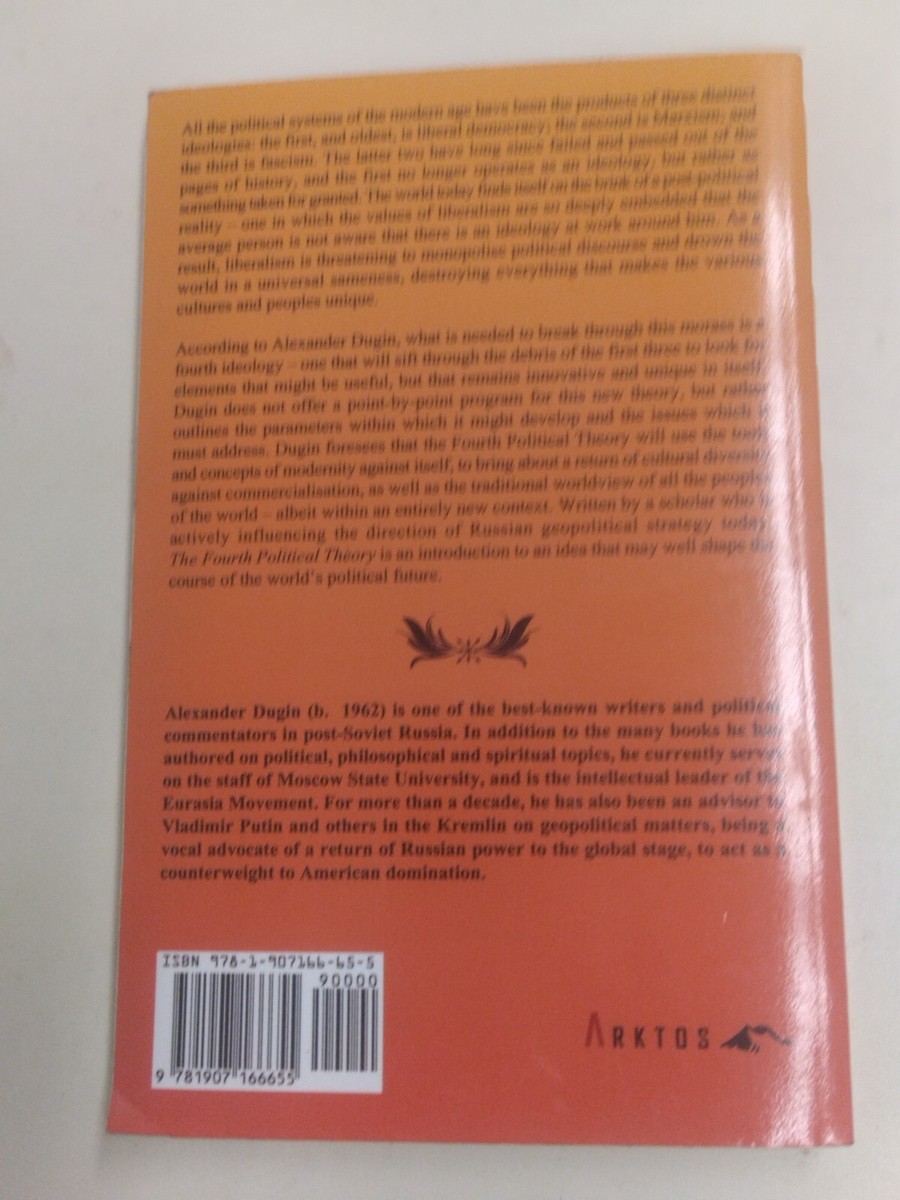 All the political systems of the modern age have been the products of three distinct
ideologies: the first, and oldest, is liberal democracy; the second is Marxism; and
the third is fascism. The latter two have long since failed and passed out of the
pages of history, and the first no longer operates as an ideology, but rather as
something taken for granted. The world today finds itself on the brink of a post-political
reality – one in which the values of liberalism are so deeply embedded that the
average person is not aware that there is an ideology at work around him. As a
result, liberalism is threatening to monopolise political discourse and drown the
world in a universal sameness, destroying everything that makes the various
cultures and peoples unique.
According to Alexander Dugin, what is needed to break through this morass is a
fourth ideology – one that will sift through the debris of the first three to look for
elements that might be useful, but that remains innovative and unique in itself.
Dugin does not offer a point-by-point program for this new theory, but rather
outlines the parameters within which it might develop and the issues which it
must address. Dugin foresees that the Fourth Political Theory will use the tools
and concepts of modernity against itself, to bring about a return of cultural diversity
against commercialisation, as well as the traditional worldview of all the peoples
of the world – albeit within an entirely new context. Written by a scholar who is
actively influencing the direction of Russian geopolitical strategy today,
The Fourth Political Theory is an introduction to an idea that may well shape the
course of the world's political future.
Alexander Dugin (b. 1962) is one of the best-known writers and political
commentators in post-Soviet Russia. In addition to the many books he has
authored on political, philosophical and spiritual topics, he currently serves
on the staff of Moscow State University, and is the intellectual leader of the
Eurasia Movement. For more than a decade, he has also been an advisor to
Vladimir Putin and others in the Kremlin on geopolitical matters, being a
vocal advocate of a return of Russian power to the global stage, to act as a
counterweight to American domination.
ISBN 978-1-907166-65-5
90000
9 781907 166655
ARKTOS